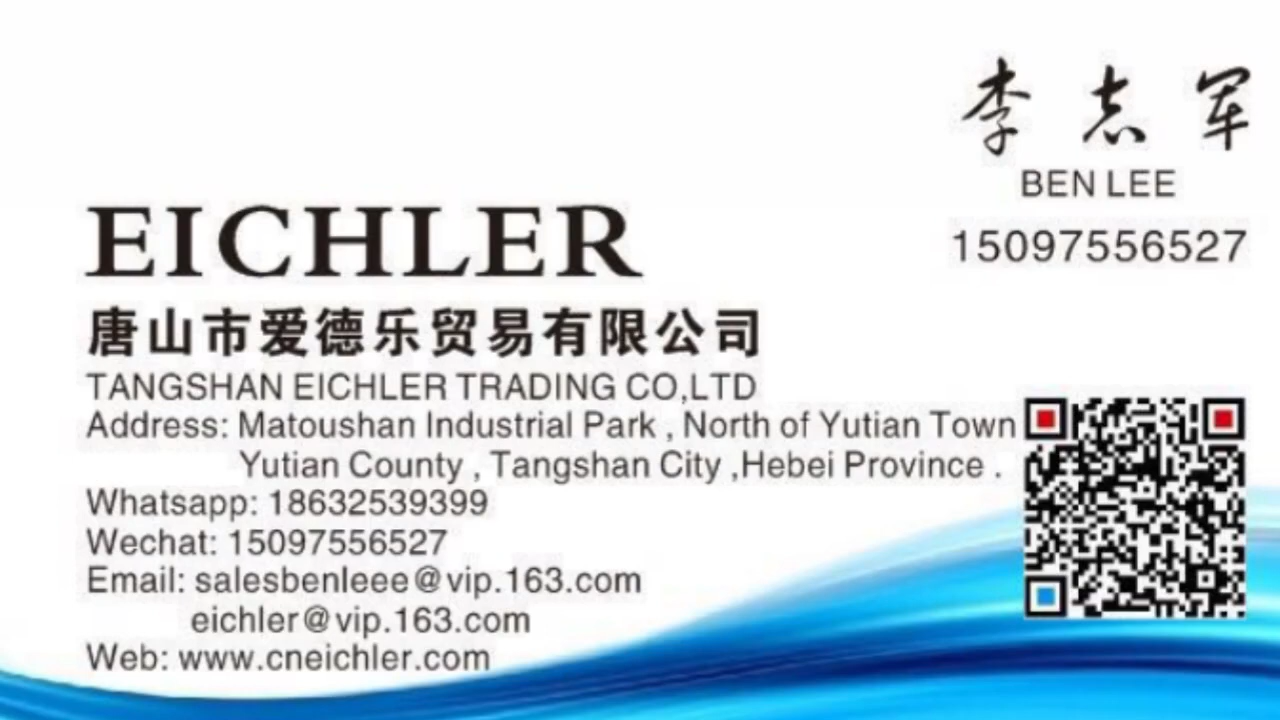 李志军
BEN LEE
15097556527
EICHLER
唐山市爱德乐贸易有限公司
TANGSHAN EICHLER TRADING CO,LTD
Address: Matoushan Industrial Park , North of Yutian Town
Yutian County , Tangshan City ,Hebei Province .
Whatsapp: 18632539399
Wechat: 15097556527
Email: salesbenleee@vip.163.com
eichler@vip.163.com
Web: www.cneichler.com